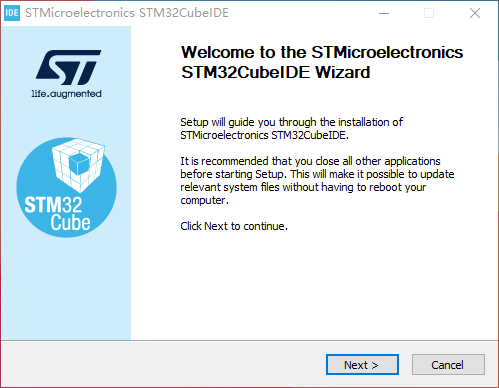 IDE STMicroelectronics STM32CubeIDE
ST
life.augmented
STM32
Cube
Welcome to the STMicroelectronics
STM32CubeIDE Wizard
Setup will guide you through the installation of
STMicroelectronics STM32CubeIDE.
It is recommended that you close all other applications
before starting Setup. This will make it possible to update
relevant system files without having to reboot your
computer.
Click Next to continue.
Next >
Cancel